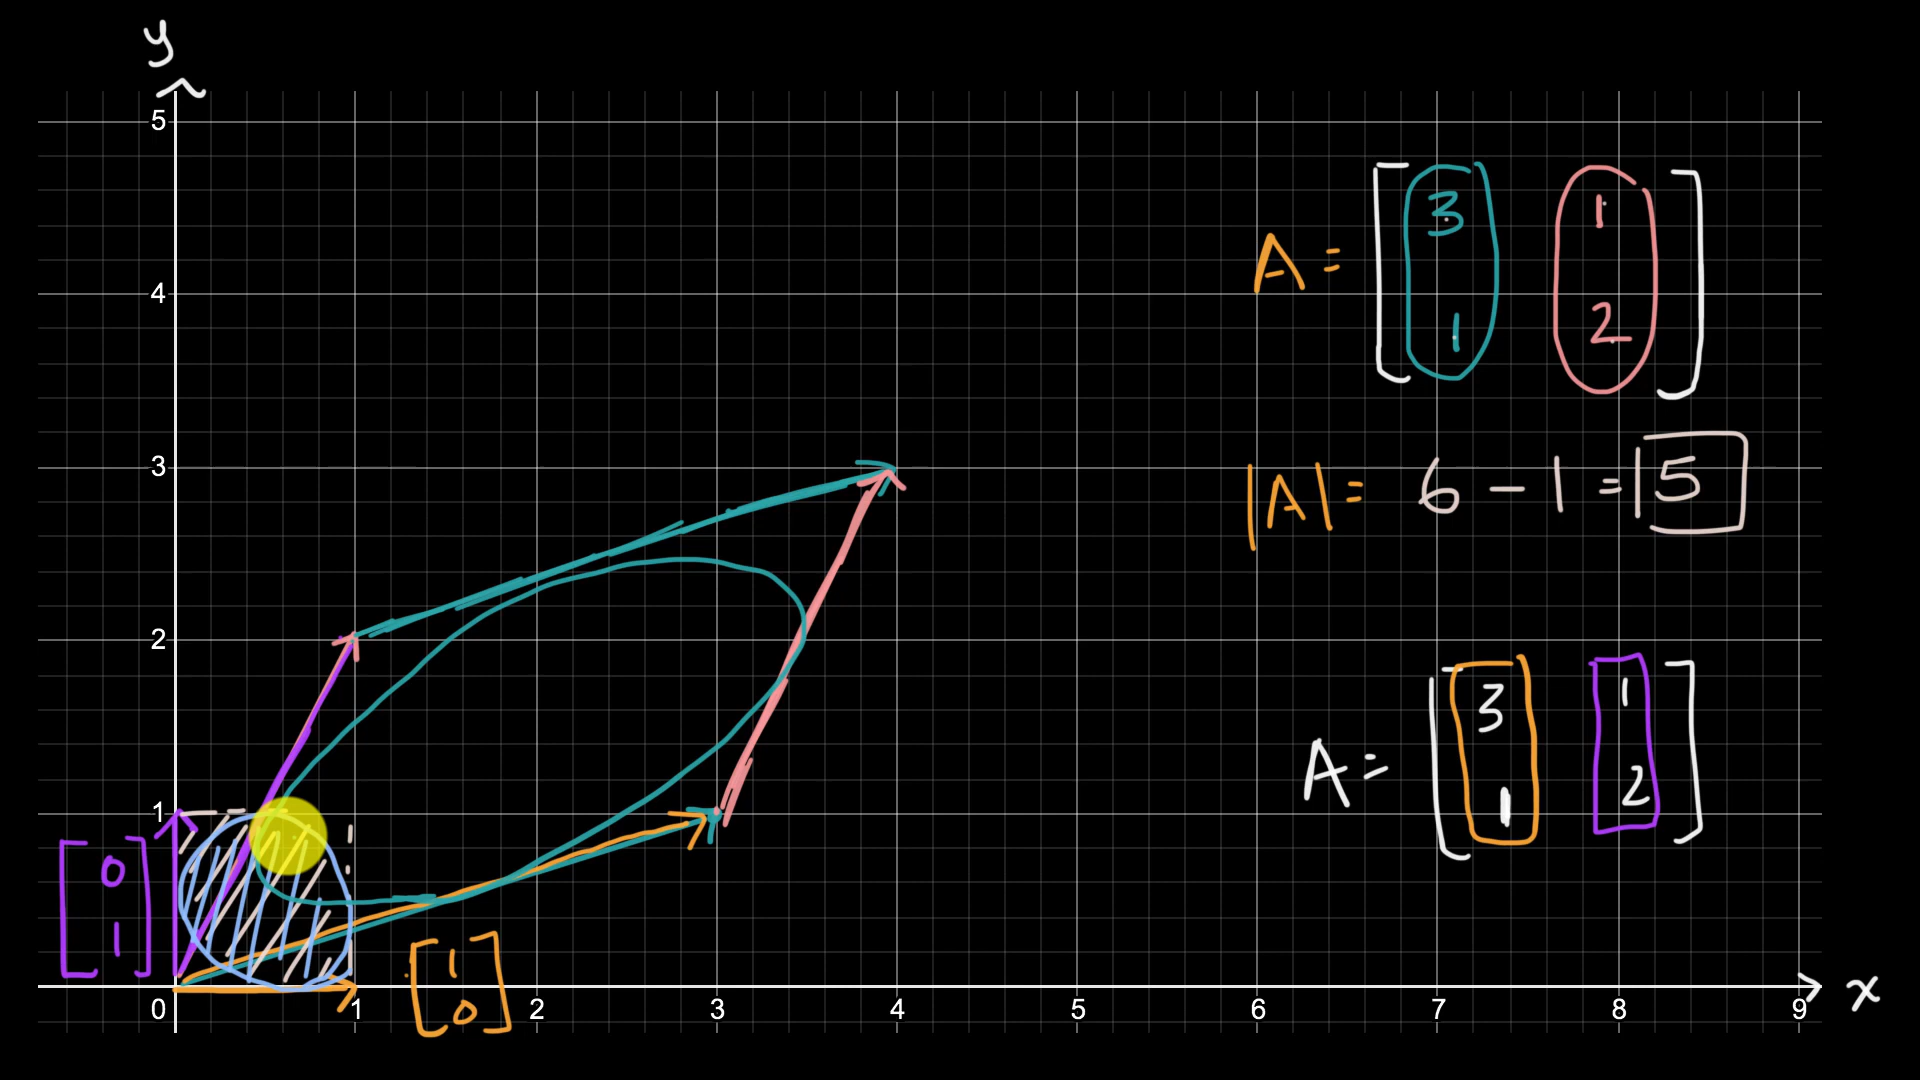 y
5
4
3
2
1
0 1 2 3 4 5 6 7 8 9 x
[0 1]
[1 0]
A = [3 1
1 2]
|A| = 6 - 1 = |5|
A = [3 1
1 2]